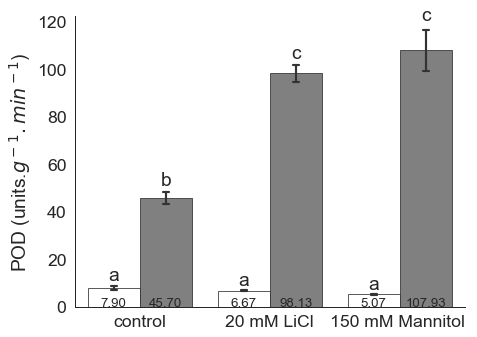 POD (units.g⁻¹.min⁻¹)
120
100
80
60
40
20
0
a
b
a
c
a
c
7.90 45.70 6.67 98.13 5.07 107.93
control 20 mM LiCl 150 mM Mannitol